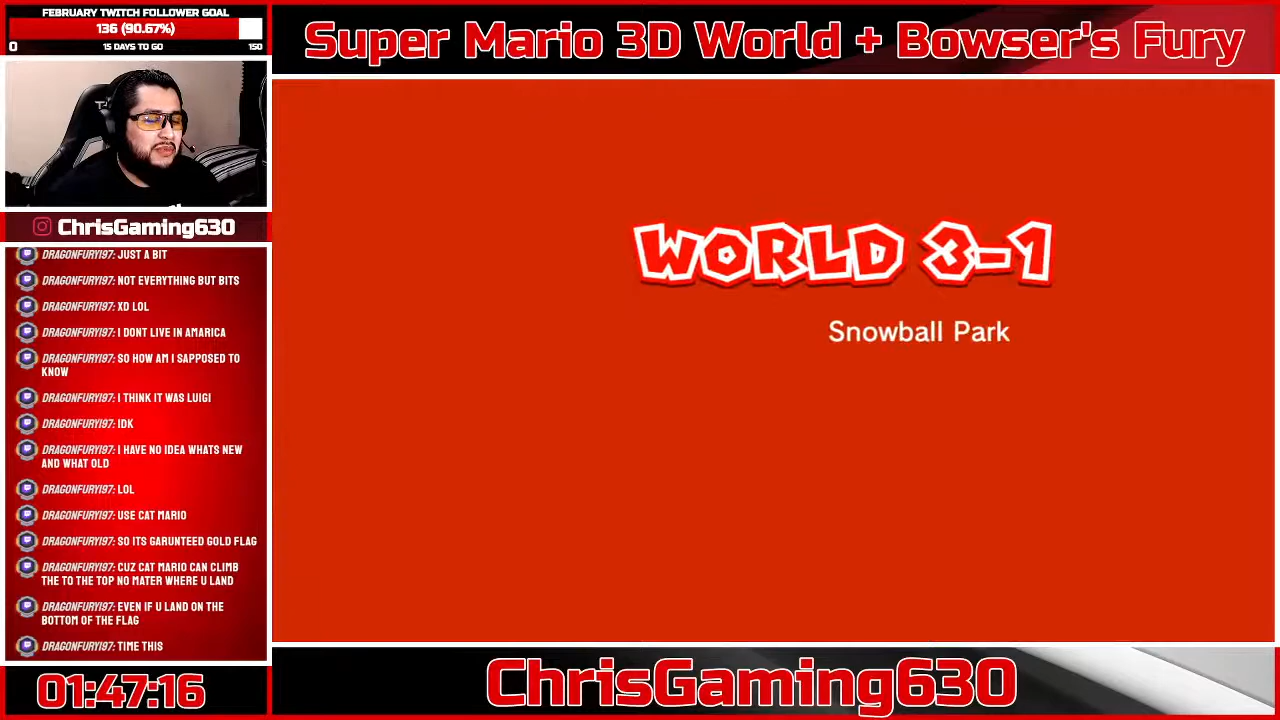 FEBRUARY TWITCH FOLLOWER GOAL
136 (90.67%)
0 15 DAYS TO GO 150
Super Mario 3D World + Bowser's Fury
ChrisGaming630
DRAGONFURY197: JUST A BIT
DRAGONFURY197: NOT EVERYTHING BUT BITS
DRAGONFURY197: XD LOL
DRAGONFURY197: I DONT LIVE IN AMARICA
DRAGONFURY197: SO HOW AM I SAPPOSED TO
KNOW
DRAGONFURY197: I THINK IT WAS LUIGI
DRAGONFURY197: IDK
DRAGONFURY197: I HAVE NO IDEA WHATS NEW
AND WHAT OLD
DRAGONFURY197: LOL
DRAGONFURY197: USE CAT MARIO
DRAGONFURY197: SO ITS GARUNTEED GOLD FLAG
DRAGONFURY197: CUZ CAT MARIO CAN CLIMB
THE TO THE TOP NO MATER WHERE U LAND
DRAGONFURY197: EVEN IF U LAND ON THE
BOTTOM OF THE FLAG
DRAGONFURY197: TIME THIS
01:47:16
WORLD 3-1
Snowball Park
ChrisGaming630